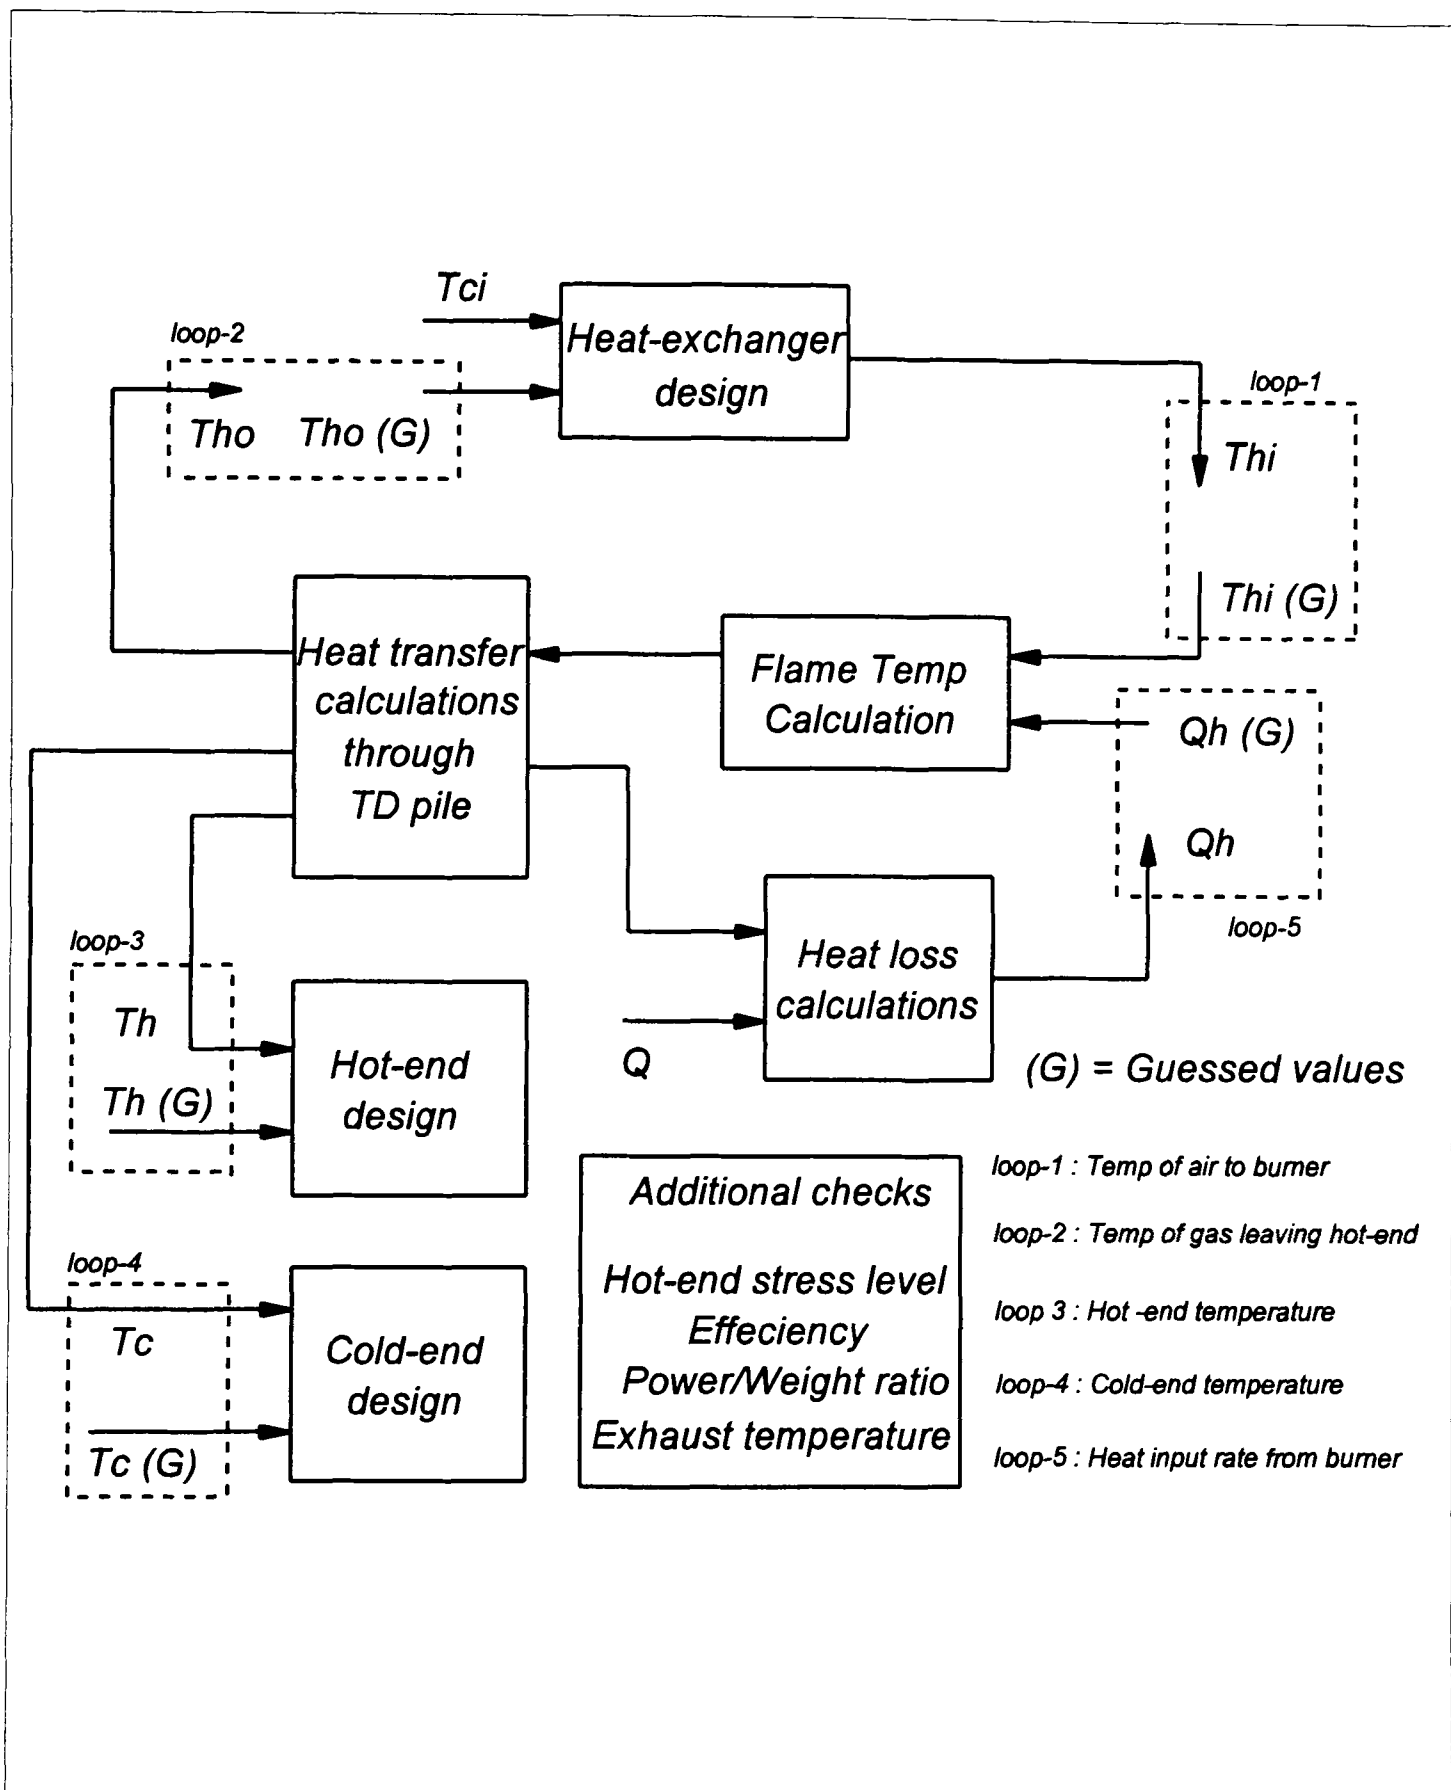 Tci
loop-2
Heat-exchanger
design
loop-1
Tho
Tho (G)
Thi
Thi (G)
Heat transfer
calculations
through
TD pile
Flame Temp
Calculation
Qh (G)
Qh
loop-5
loop-3
Th
Th (G)
Hot-end
design
Heat loss
calculations
Q
(G) = Guessed values
loop-4
Tc
Tc (G)
Cold-end
design
Additional checks
Hot-end stress level
Effeciency
Power/Weight ratio
Exhaust temperature
loop-1 : Temp of air to burner
loop-2 : Temp of gas leaving hot-end
loop 3 : Hot -end temperature
loop-4 : Cold-end temperature
loop-5 : Heat input rate from burner